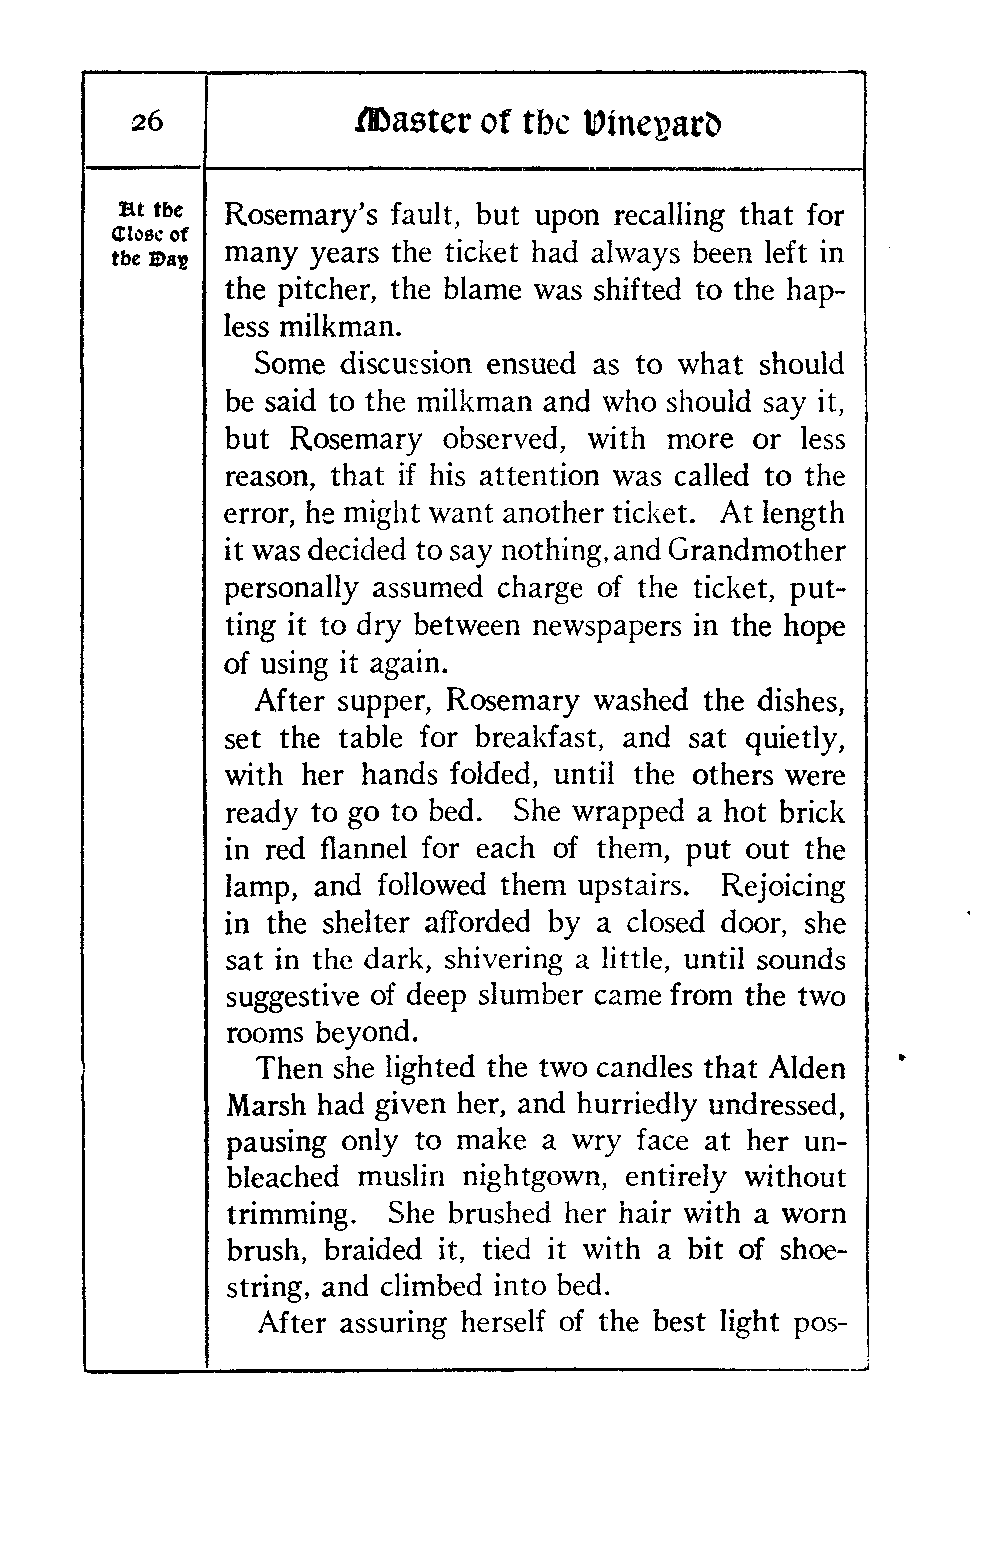 26
Master of the Vineyard
At the
Close of
the Day
Rosemary's fault, but upon recalling that for
many years the ticket had always been left in
the pitcher, the blame was shifted to the hap-
less milkman.
Some discussion ensued as to what should
be said to the milkman and who should say it,
but Rosemary observed, with more or less
reason, that if his attention was called to the
error, he might want another ticket. At length
it was decided to say nothing, and Grandmother
personally assumed charge of the ticket, put-
ting it to dry between newspapers in the hope
of using it again.
After supper, Rosemary washed the dishes,
set the table for breakfast, and sat quietly,
with her hands folded, until the others were
ready to go to bed. She wrapped a hot brick
in red flannel for each of them, put out the
lamp, and followed them upstairs. Rejoicing
in the shelter afforded by a closed door, she
sat in the dark, shivering a little, until sounds
suggestive of deep slumber came from the two
rooms beyond.
Then she lighted the two candles that Alden
Marsh had given her, and hurriedly undressed,
pausing only to make a wry face at her un-
bleached muslin nightgown, entirely without
trimming. She brushed her hair with a worn
brush, braided it, tied it with a bit of shoe-
string, and climbed into bed.
After assuring herself of the best light pos-